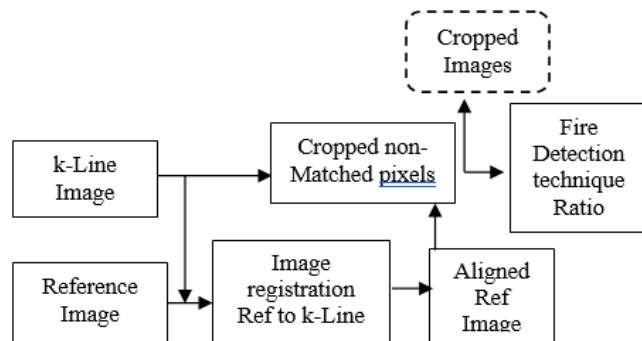 Cropped
Images
Fire
Detection
technique
Ratio
Cropped non-
Matched pixels
k-Line
Image
Reference
Image
Image
registration
Ref to k-Line
Aligned
Ref
Image